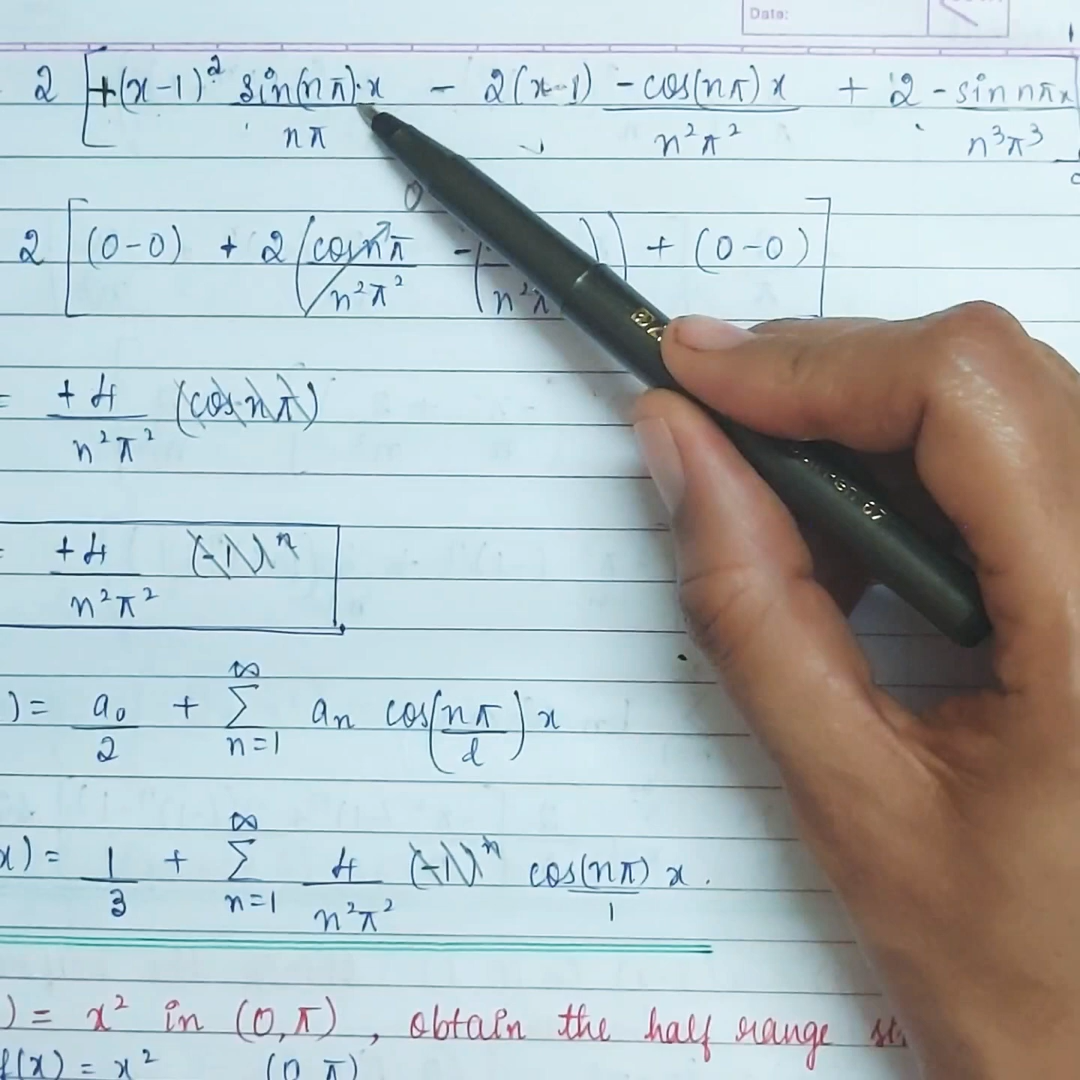 Date:
2 [+(x-1)² sin(nπ).x / nπ - 2(x-1) -cos(nπ)x / n²π² + 2 -sin nπx / n³π³
2 [(0-0) + 2(cos nπ / n²π² - ( / n²π )) + (0-0)]
0
= +4 / n²π² (cos nπ)
= +4 / n²π² (-1)ⁿ
) = a₀ / 2 + ∞ Σ n=1 aₙ cos(nπ / l) x
x) = 1 / 3 + ∞ Σ n=1 4 / n²π² (-1)ⁿ cos(nπ) / 1 x.
) = x² in (0, π), obtain the half range
f(x) = x² (0, π)